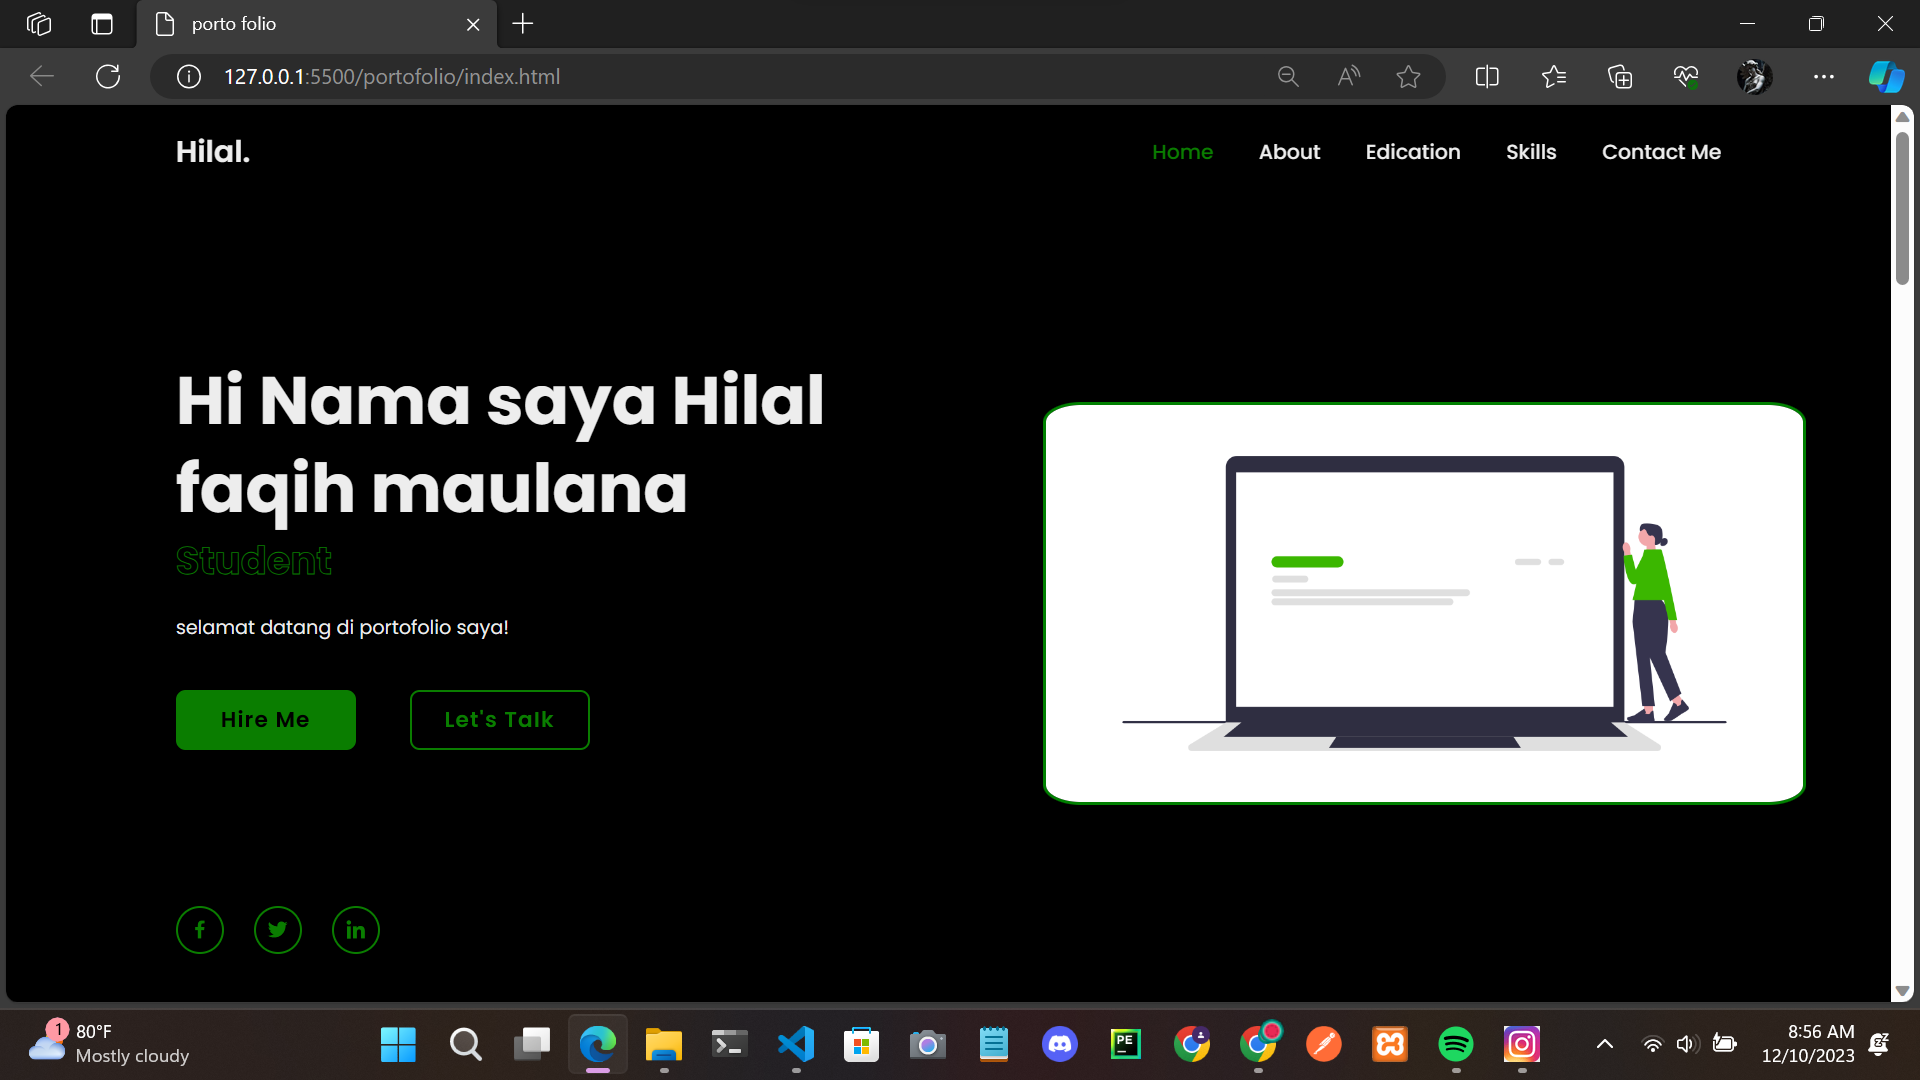 porto folio
127.0.0.1:5500/portofolio/index.html
Hilal.
Home About Edication Skills Contact Me
Hi Nama saya Hilal
faqih maulana
Student
selamat datang di portofolio saya!
Hire Me Let's Talk
1
80°F
Mostly cloudy
PE
8:56 AM
12/10/2023